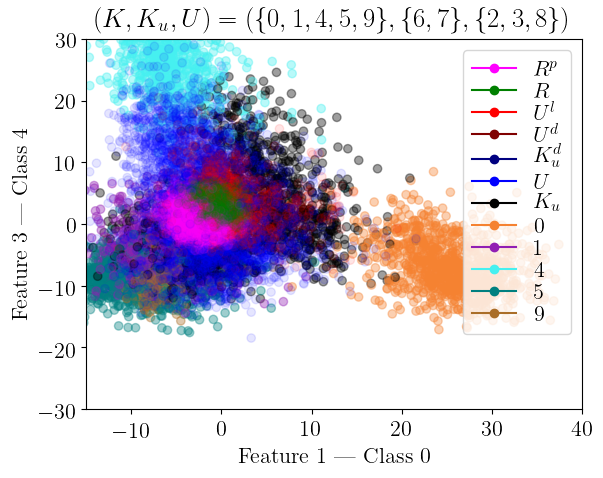 (K, K_u, U) = ({0, 1, 4, 5, 9}, {6, 7}, {2, 3, 8})
30
20
10
0
−10
−20
−30
Feature 3 — Class 4
R^p
R
U^l
U^d
K_u^d
U
K_u
0
1
4
5
9
−10
0
10
20
30
40
Feature 1 — Class 0